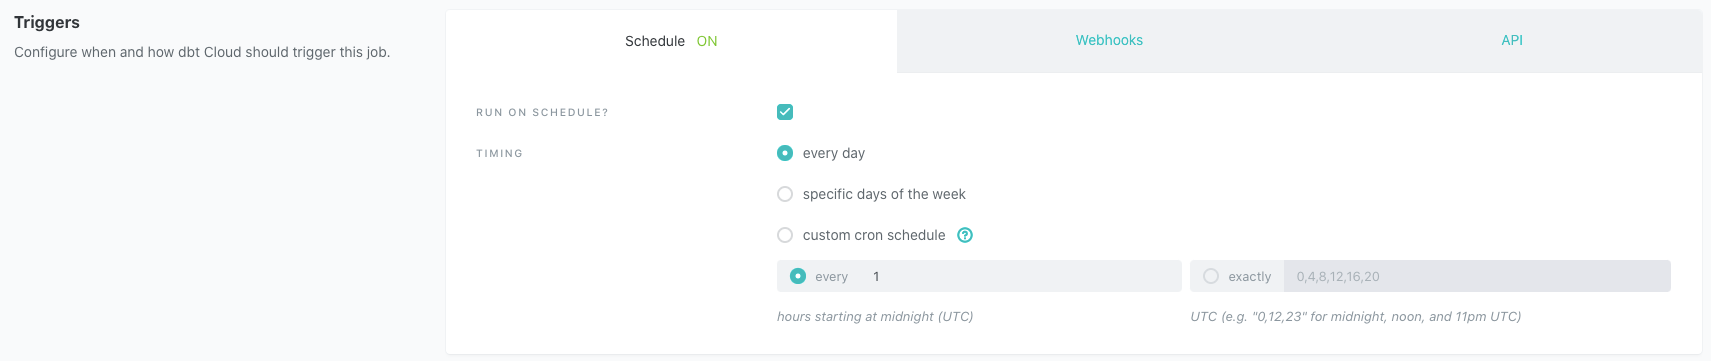 Triggers
Configure when and how dbt Cloud should trigger this job.
Schedule ON
Webhooks
API
RUN ON SCHEDULE?
TIMING
every day
specific days of the week
custom cron schedule ?
every 1
exactly 0,4,8,12,16,20
hours starting at midnight (UTC)
UTC (e.g. "0,12,23" for midnight, noon, and 11pm UTC)